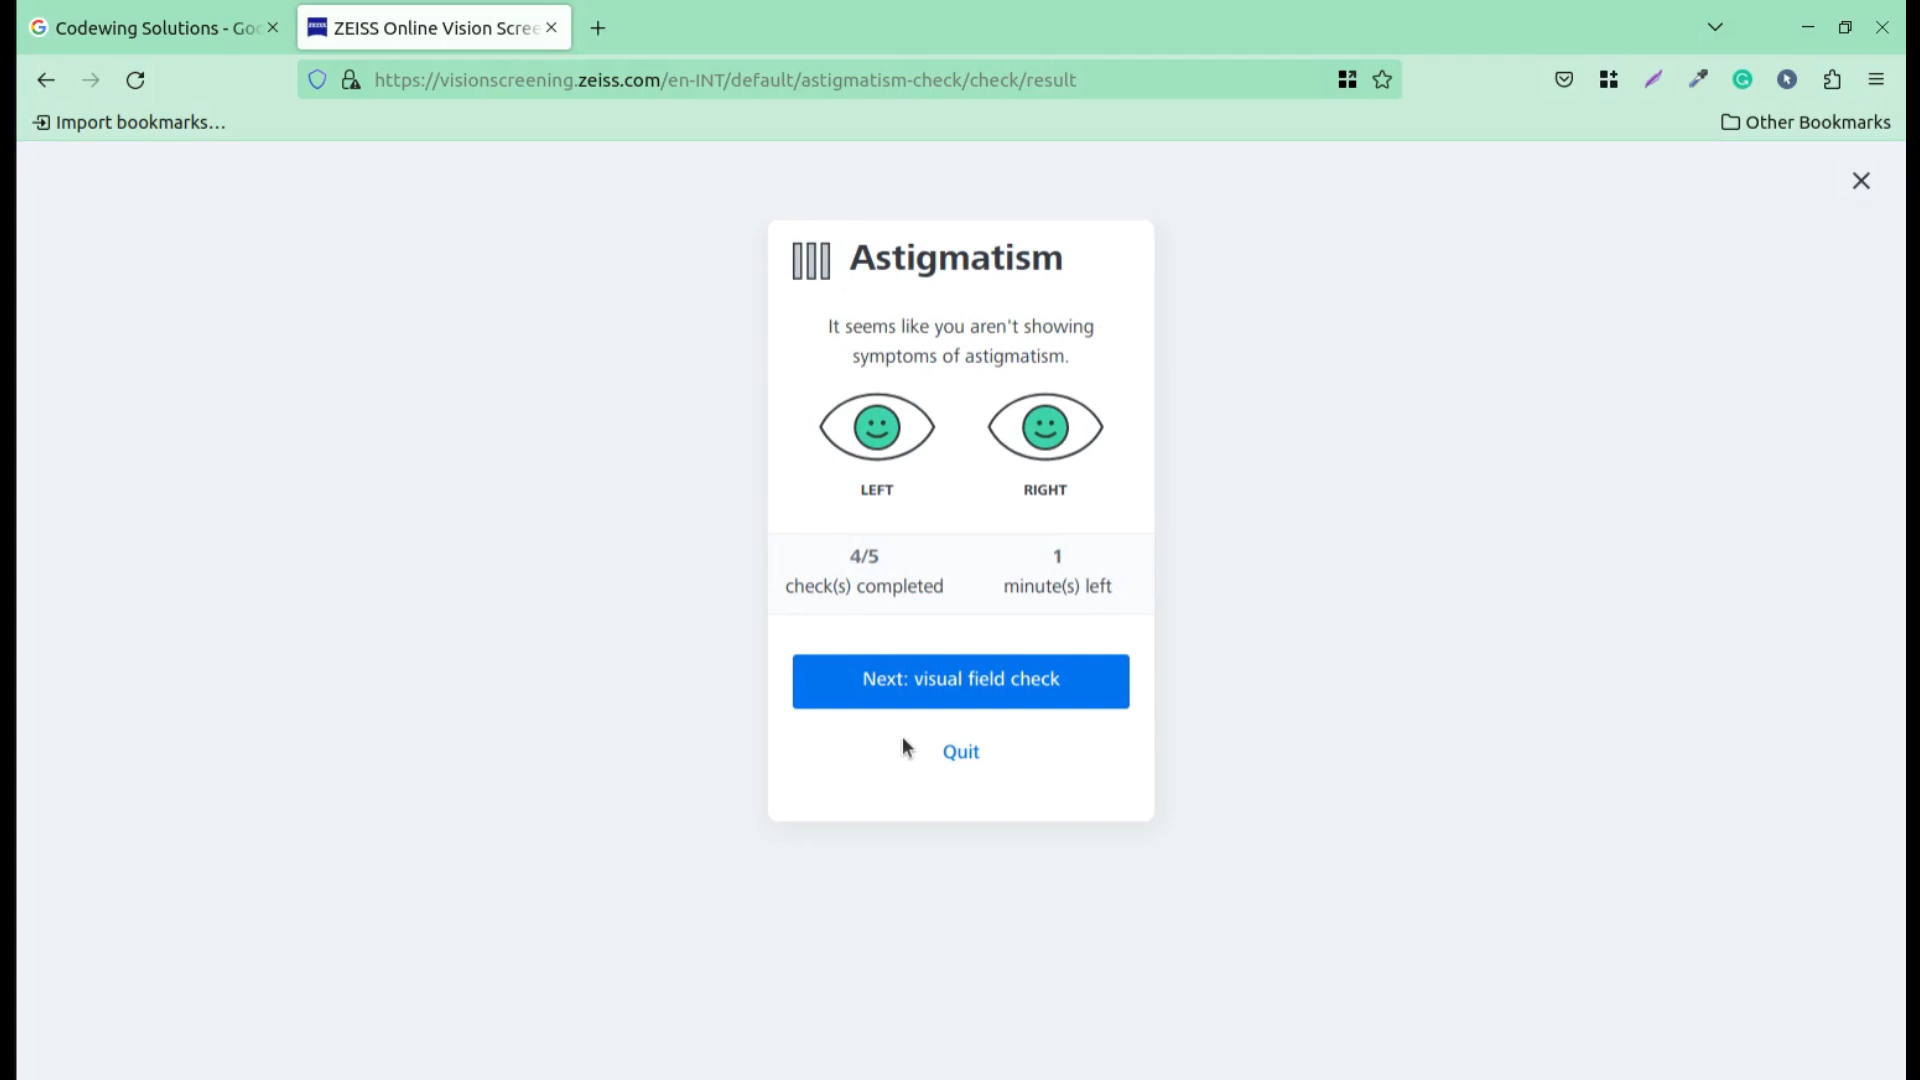 Codewing Solutions - Goo
ZEISS Online Vision Scree
https://visionscreening.zeiss.com/en-INT/default/astigmatism-check/check/result
Import bookmarks...
Other Bookmarks
Astigmatism
It seems like you aren't showing
symptoms of astigmatism.
LEFT
RIGHT
4/5
check(s) completed
1
minute(s) left
Next: visual field check
Quit